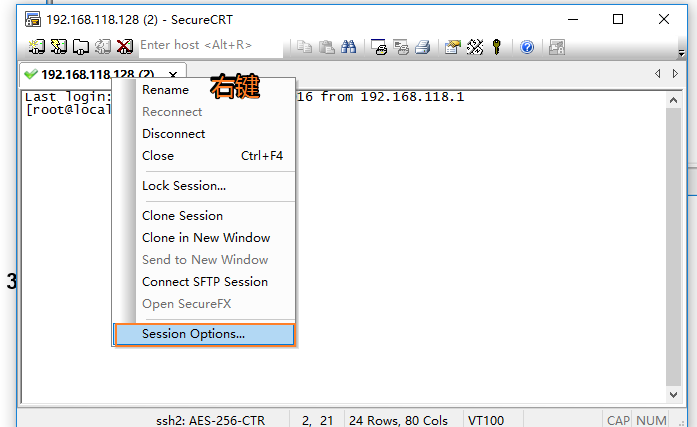 192.168.118.128 (2) - SecureCRT
Enter host <Alt+R>
192.168.118.128 (2)
右键
Last login:
16 from 192.168.118.1
[root@local
Rename
Reconnect
Disconnect
Close Ctrl+F4
Lock Session...
Clone Session
Clone in New Window
Send to New Window
Connect SFTP Session
Open SecureFX
Session Options...
3
ssh2: AES-256-CTR 2, 21 24 Rows, 80 Cols VT100 CAP NUM